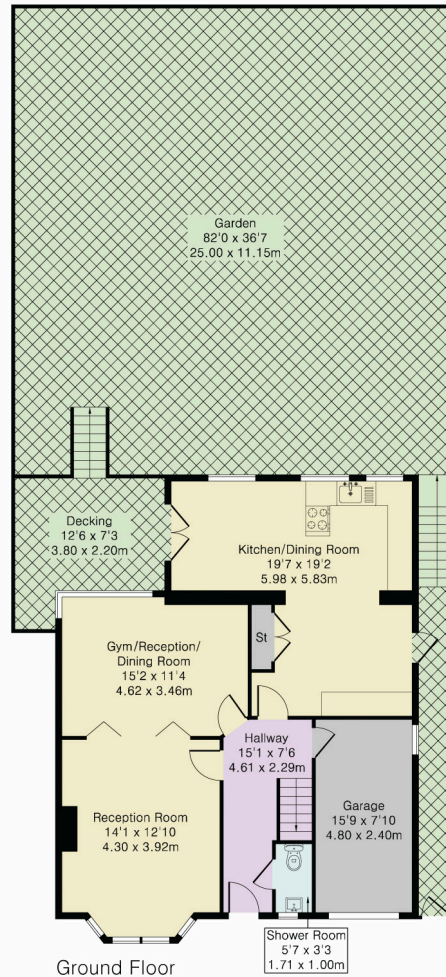 Garden
82'0 x 36'7
25.00 x 11.15m
Decking
12'6 x 7'3
3.80 x 2.20m
Kitchen/Dining Room
19'7 x 19'2
5.98 x 5.83m
St
Gym/Reception/
Dining Room
15'2 x 11'4
4.62 x 3.46m
Hallway
15'1 x 7'6
4.61 x 2.29m
Reception Room
14'1 x 12'10
4.30 x 3.92m
Garage
15'9 x 7'10
4.80 x 2.40m
Shower Room
5'7 x 3'3
1.71 x 1.00m
Ground Floor